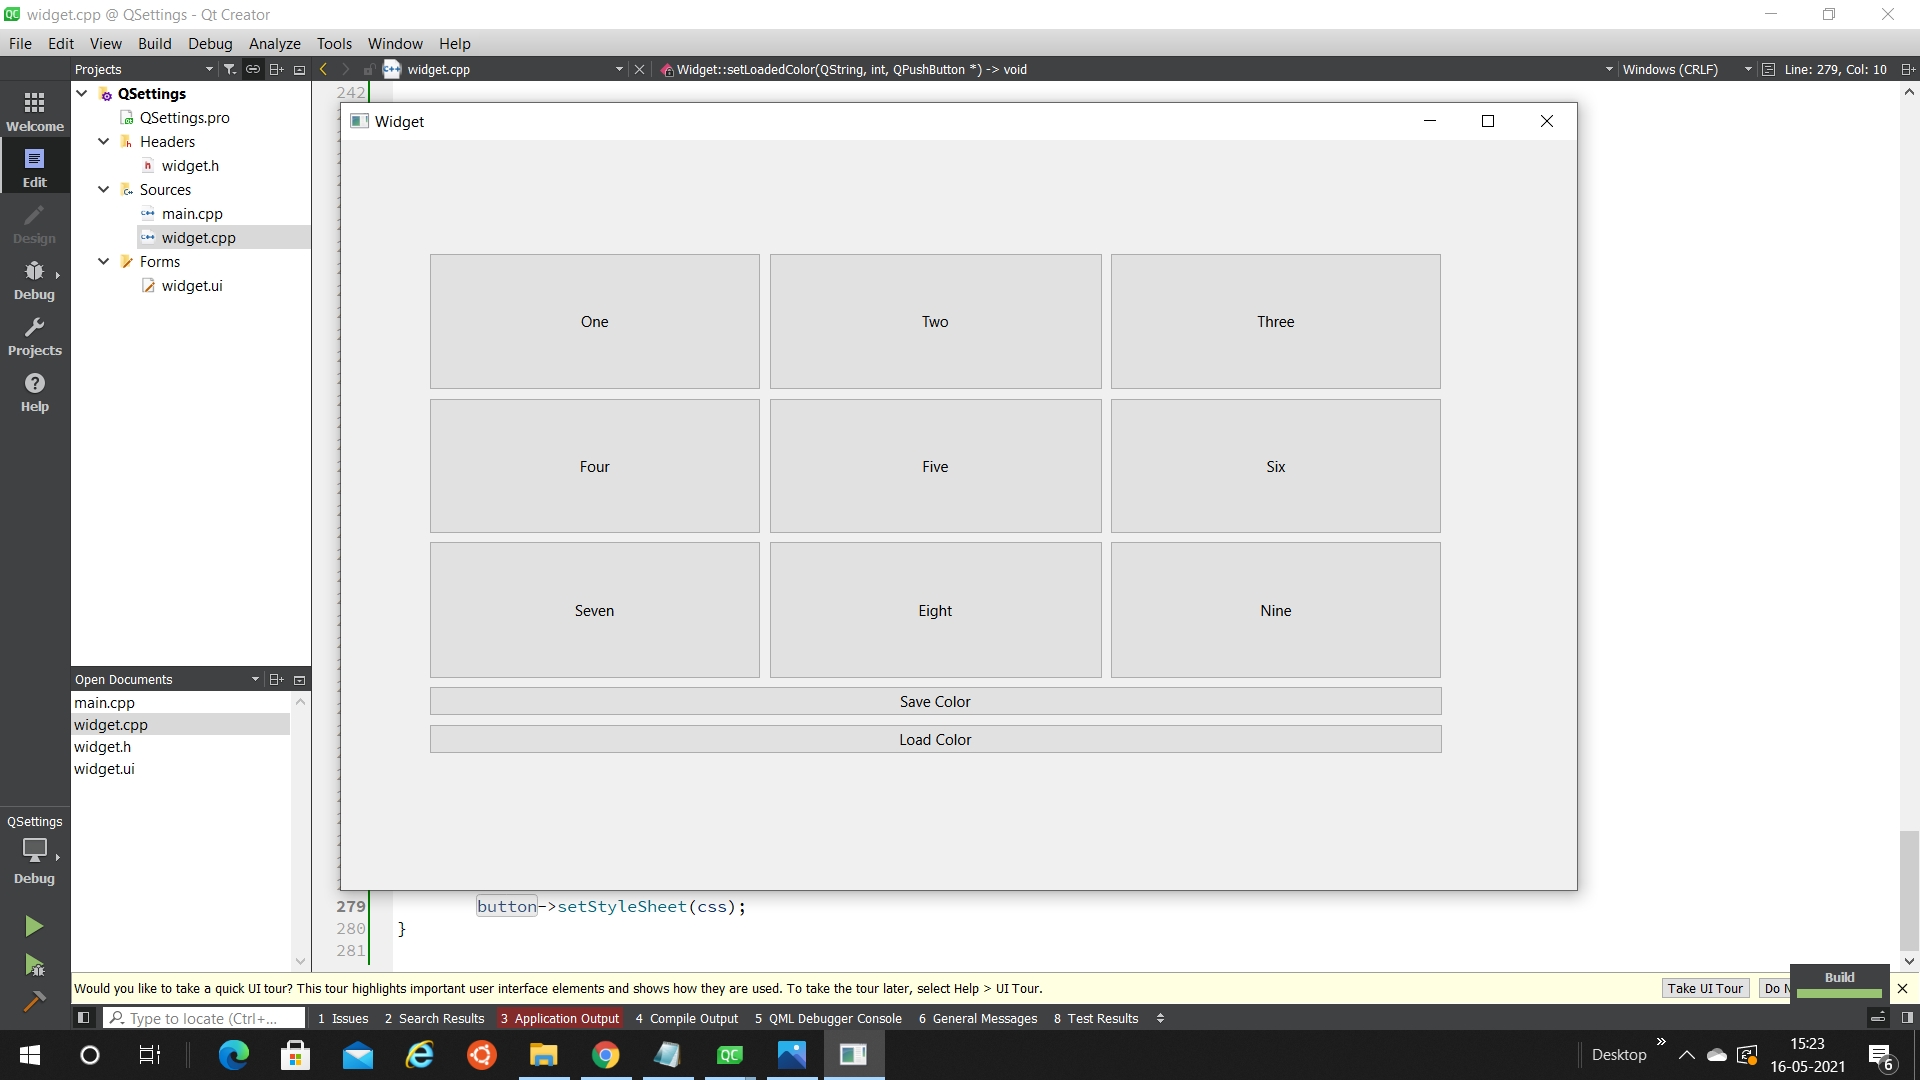 widget.cpp @ QSettings - Qt Creator
File Edit View Build Debug Analyze Tools Window Help
Projects widget.cpp Widget::setLoadedColor(QString, int, QPushButton *) -> void Windows (CRLF) Line: 279, Col: 10
QSettings
QSettings.pro
Headers
widget.h
Sources
main.cpp
widget.cpp
Forms
widget.ui
Welcome
Edit
Design
Debug
Projects
Help
242
Widget
One Two Three
Four Five Six
Seven Eight Nine
Save Color
Load Color
Open Documents
main.cpp
widget.cpp
widget.h
widget.ui
QSettings
Debug
279 button->setStyleSheet(css);
280 }
281
Would you like to take a quick UI tour? This tour highlights important user interface elements and shows how they are used. To take the tour later, select Help > UI Tour. Take UI Tour Do
Build
Type to locate (Ctrl+... 1 Issues 2 Search Results 3 Application Output 4 Compile Output 5 QML Debugger Console 6 General Messages 8 Test Results
Desktop
15:23
16-05-2021
6